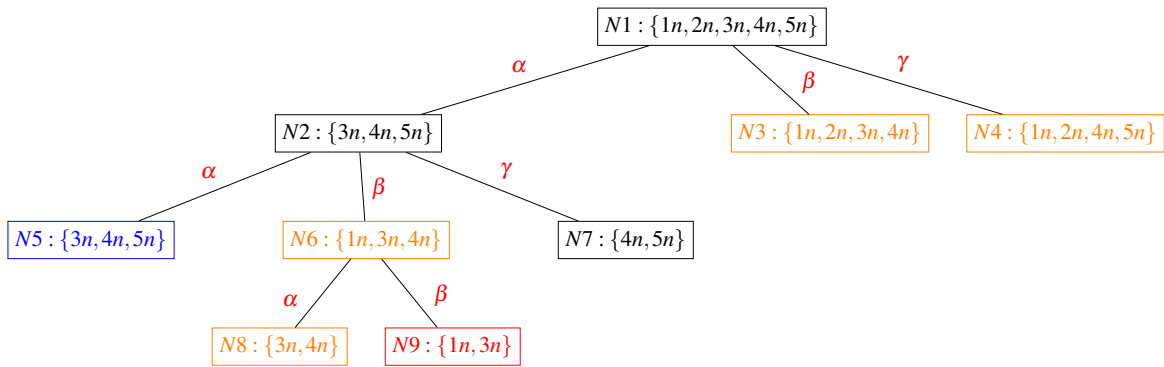 N1 : {1n, 2n, 3n, 4n, 5n}
α
β
γ
N2 : {3n, 4n, 5n}
N3 : {1n, 2n, 3n, 4n}
N4 : {1n, 2n, 4n, 5n}
α
β
γ
N5 : {3n, 4n, 5n}
N6 : {1n, 3n, 4n}
N7 : {4n, 5n}
α
β
N8 : {3n, 4n}
N9 : {1n, 3n}